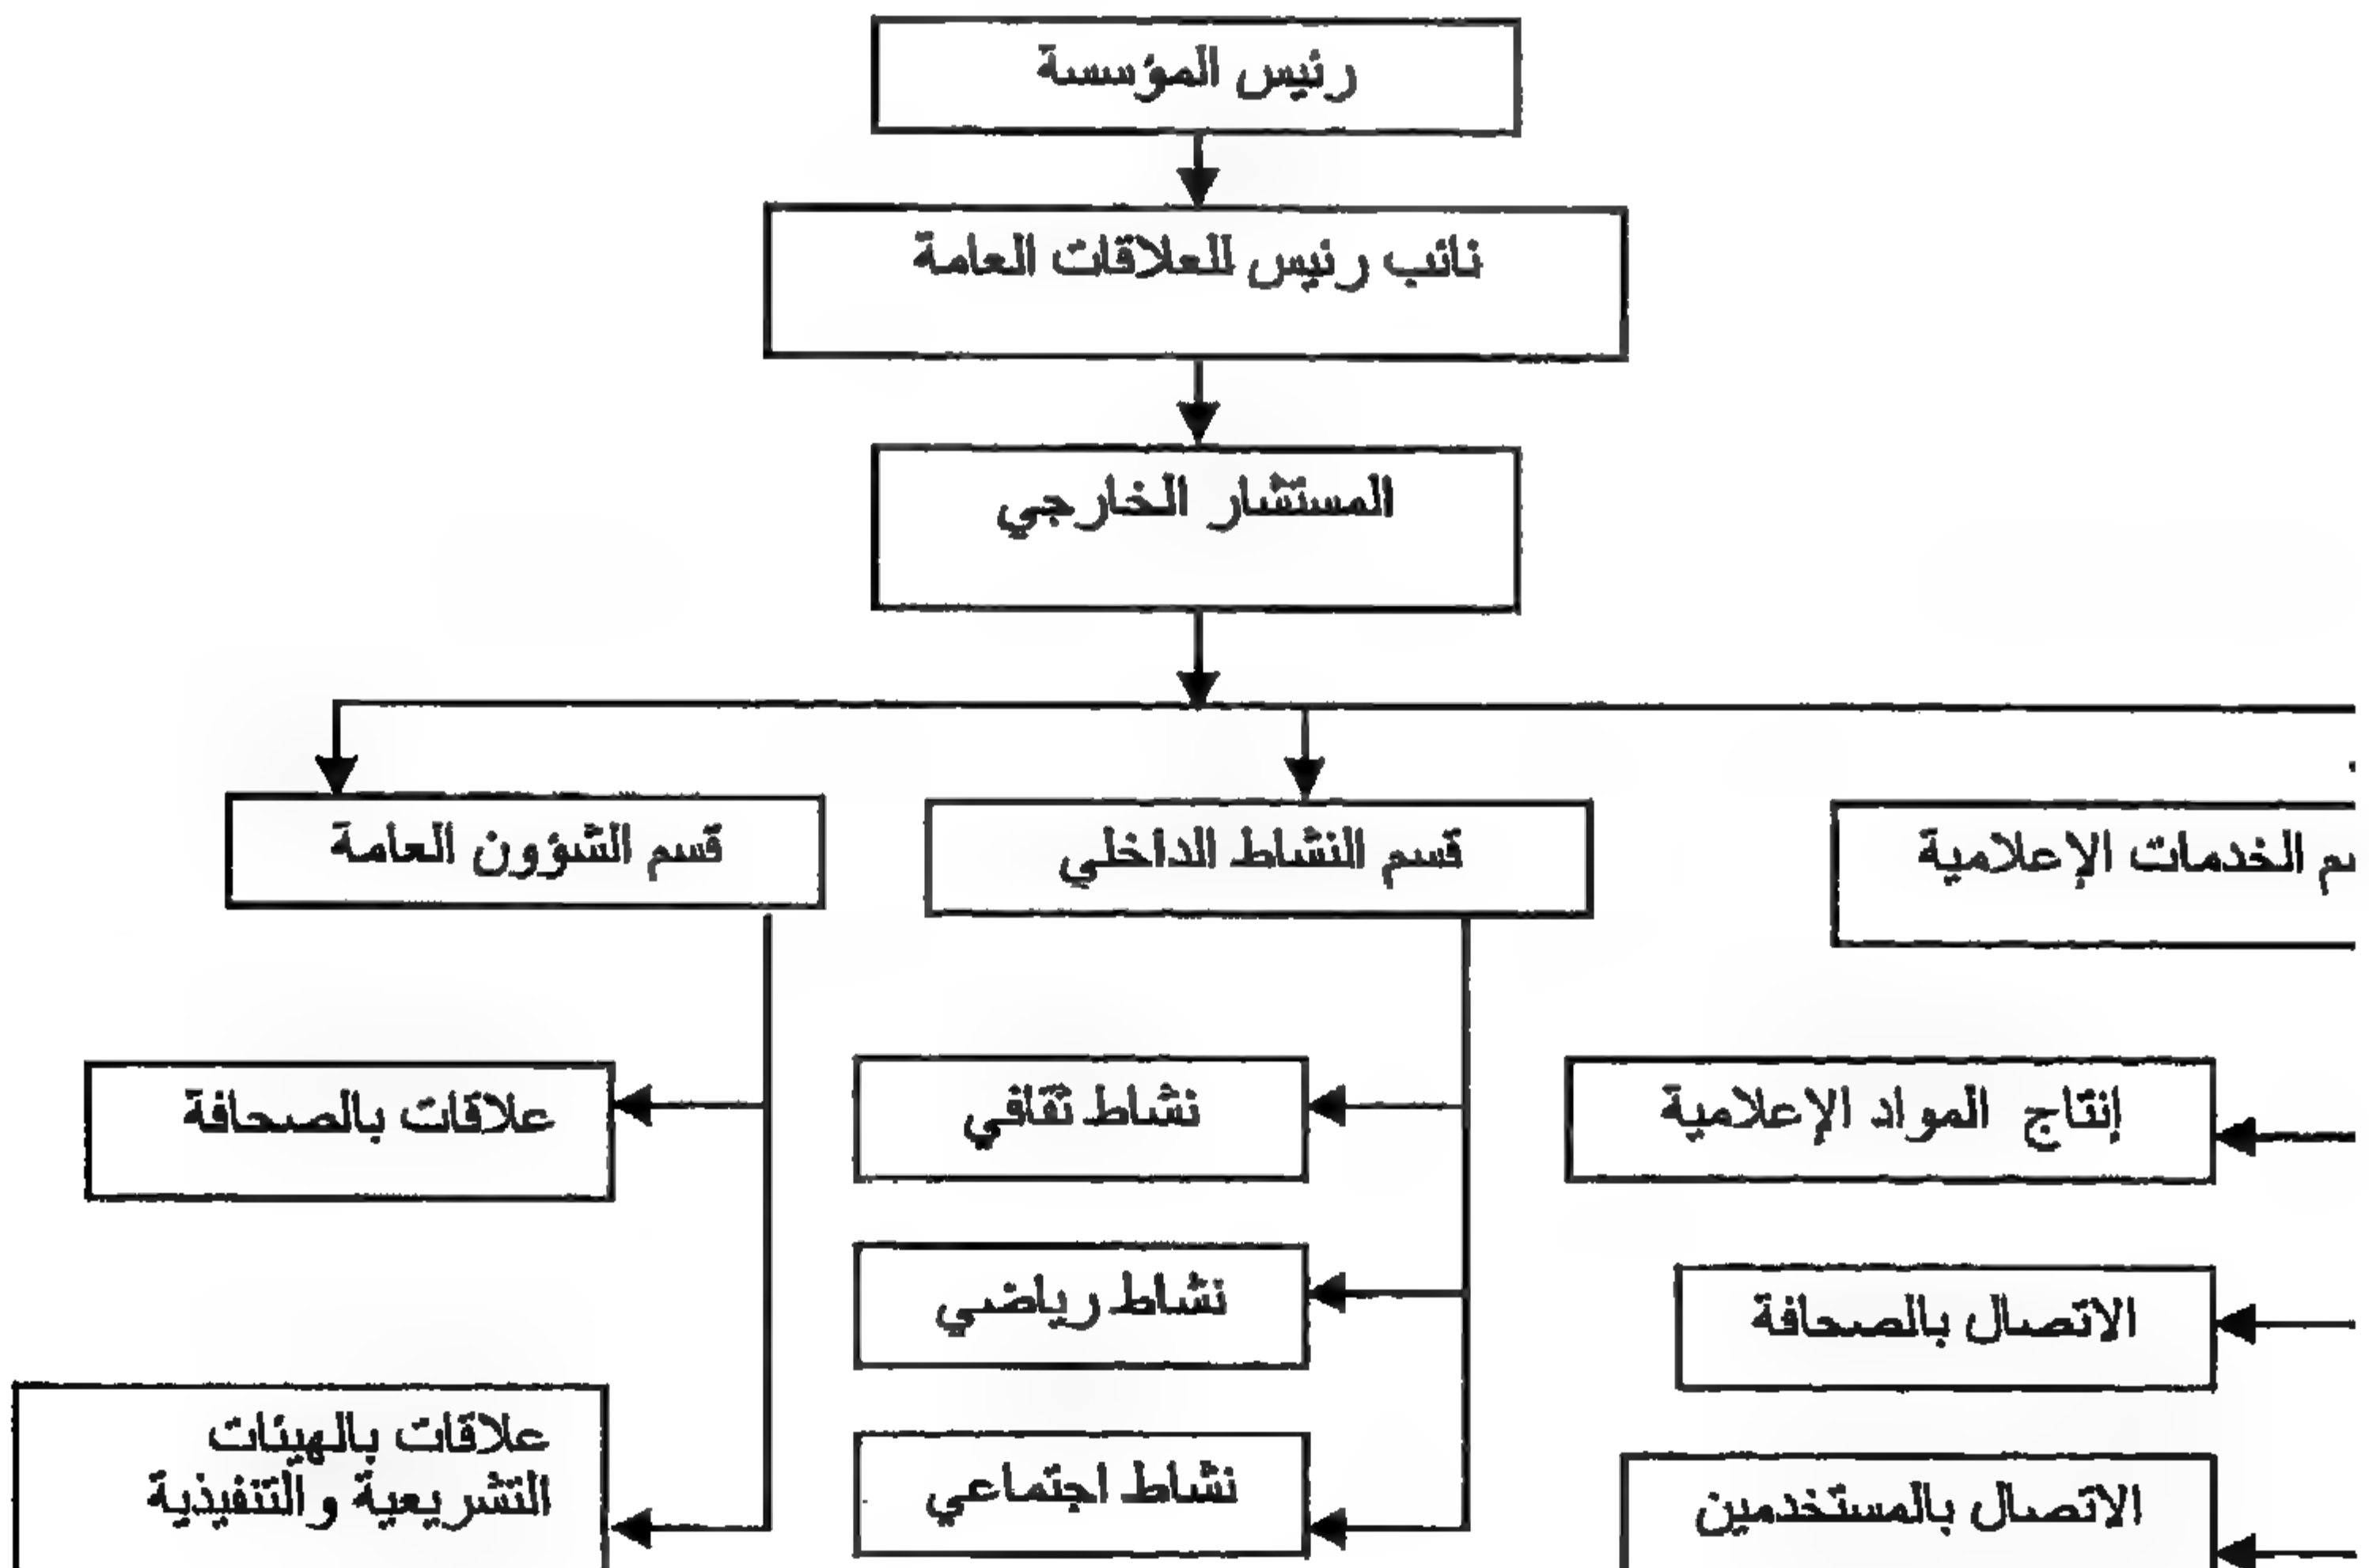 رئيس المؤسسة
نائب رئيس للعلاقات العامة
المستشار الخارجي
الخدمات الإعلامية
قسم النشاط الداخلي
قسم الشؤون العامة
إنتاج المواد الإعلامية
نشاط ثقافي
علاقات بالصحافة
الاتصال بالصحافة
نشاط رياضي
الاتصال بالمستخدمين
نشاط اجتماعي
علاقات بالهيئات
التشريعية والتنفيذية